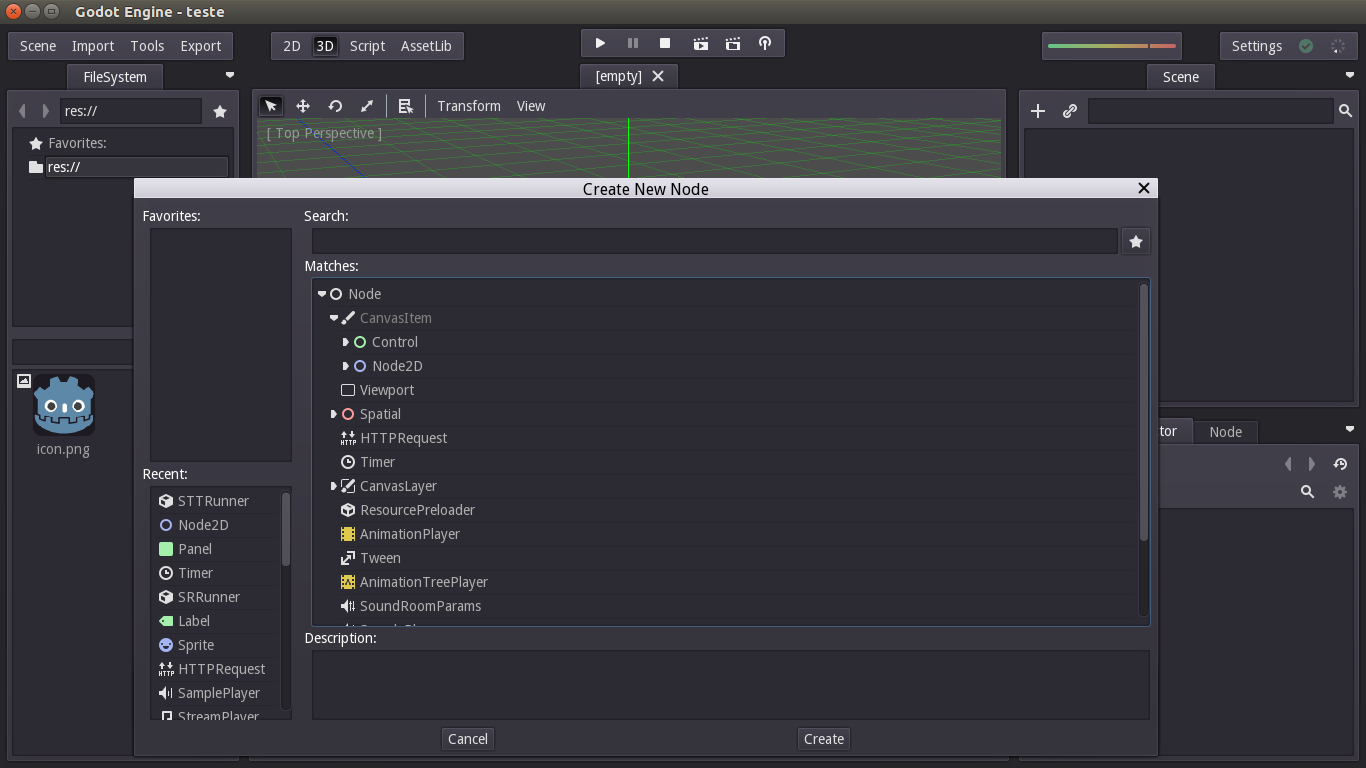 Godot Engine - teste
Scene Import Tools Export
2D 3D Script AssetLib
Settings
FileSystem
[empty]
Scene
res://
Transform View
Favorites:
res://
[ Top Perspective ]
icon.png
Create New Node
Favorites:
Search:
Matches:
Node
CanvasItem
Control
Node2D
Viewport
Spatial
HTTPRequest
Timer
CanvasLayer
ResourcePreloader
AnimationPlayer
Tween
AnimationTreePlayer
SoundRoomParams
Recent:
STTRunner
Node2D
Panel
Timer
SRRunner
Label
Sprite
HTTPRequest
SamplePlayer
StreamPlayer
Description:
Cancel
Create
tor
Node